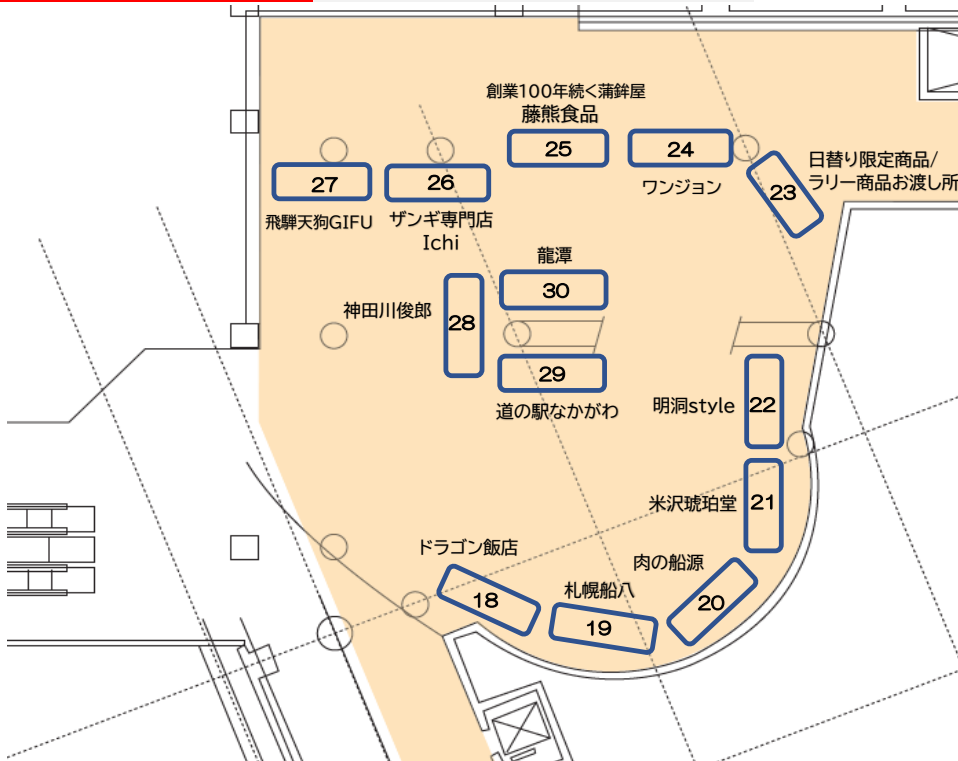 創業100年続く蒲鉾屋
藤熊食品
25
24
ワンジョン
日替り限定商品/
ラリー商品お渡し所
23
27
飛騨天狗GIFU
26
ザンギ専門店
Ichi
龍潭
30
神田川俊郎
28
29
道の駅なかがわ
明洞style
22
米沢琥珀堂
21
ドラゴン飯店
18
札幌船八
19
肉の船源
20